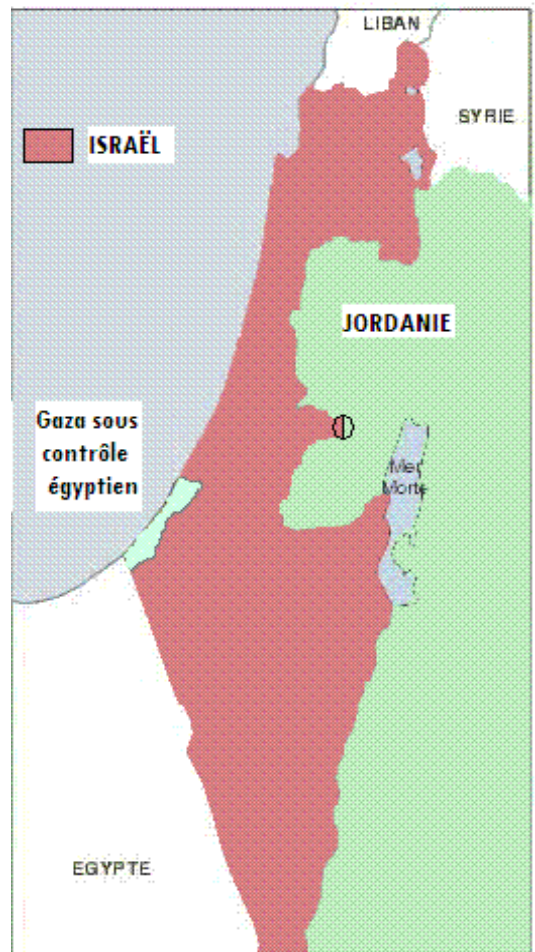 LIBAN
SYRIE
ISRAËL
JORDANIE
Gaza sous
contrôle
égyptien
Mer
Morte
EGYPTE